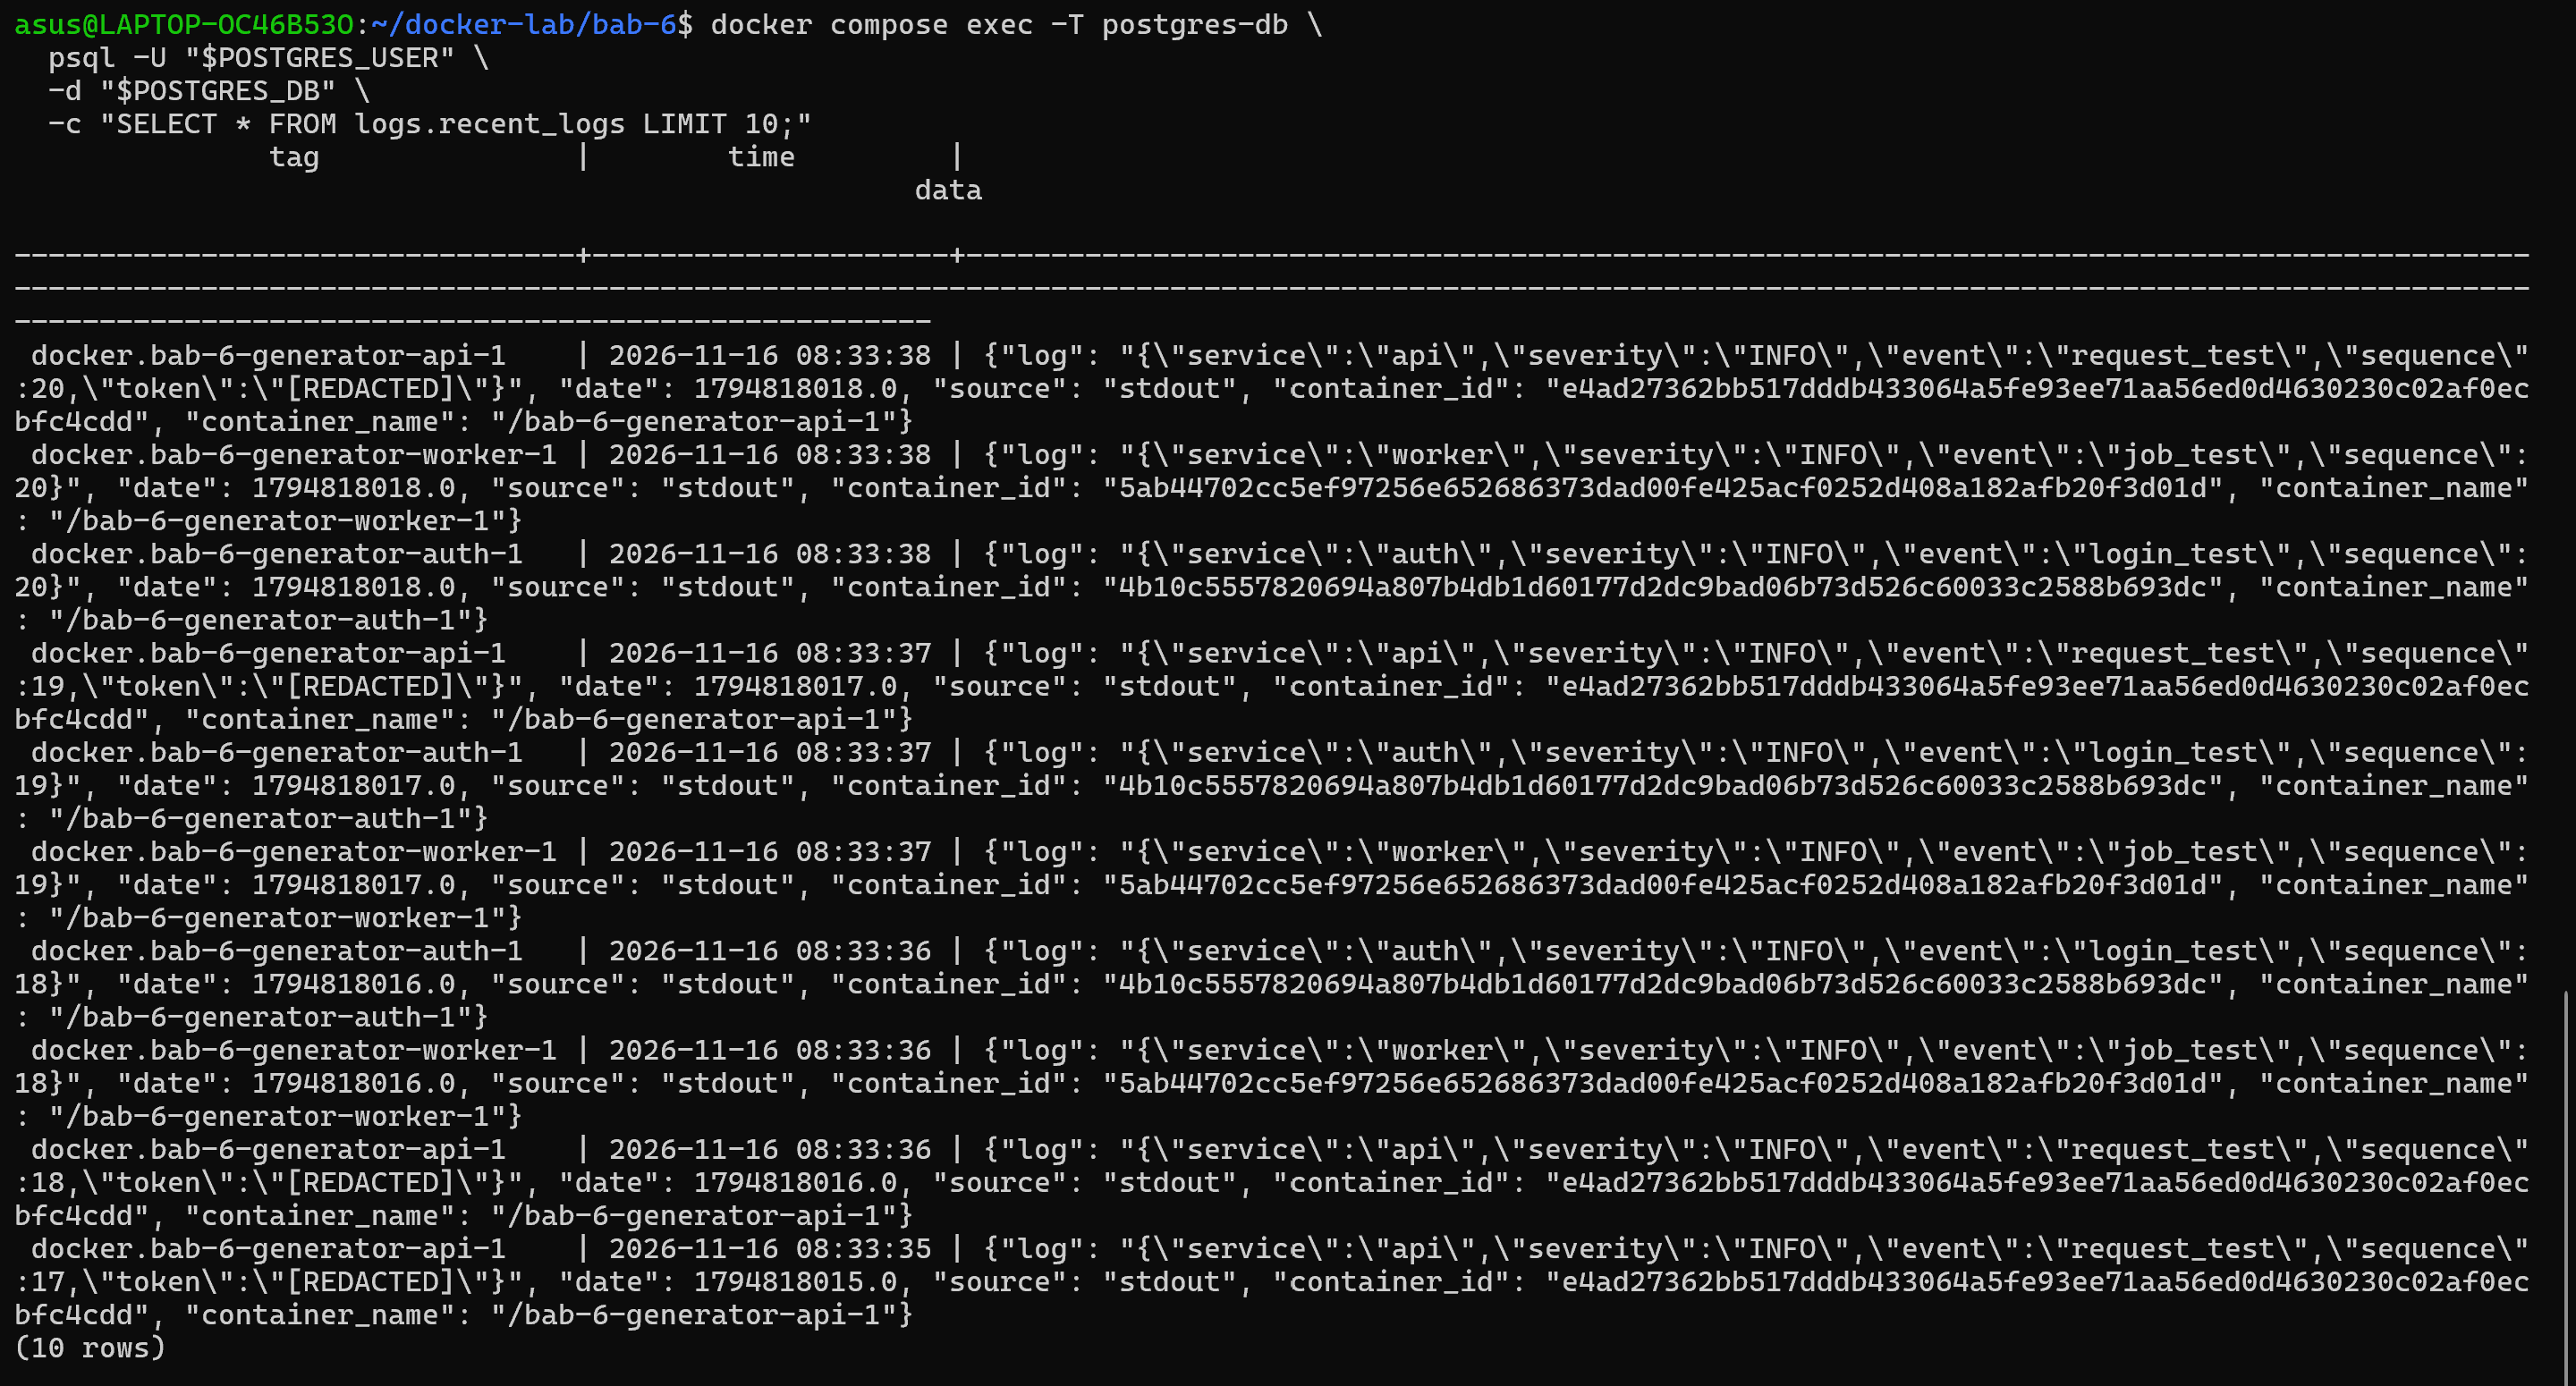 asus@LAPTOP-OC46B53O:~/docker-lab/bab-6$ docker compose exec -T postgres-db \
  psql -U "$POSTGRES_USER" \
  -d "$POSTGRES_DB" \
  -c "SELECT * FROM logs.recent_logs LIMIT 10;"
               tag               |        time         |
                                                     data

---------------------------------+---------------------+--------------------------------------------------------------------------------------------
----------------------------------------------------------------------------------------------------------------------------------------------------
------------------------------------------------------
 docker.bab-6-generator-api-1    | 2026-11-16 08:33:38 | {"log": "{\"service\":\"api\",\"severity\":\"INFO\",\"event\":\"request_test\",\"sequence\"
:20,\"token\":\"[REDACTED]\"}", "date": 1794818018.0, "source": "stdout", "container_id": "e4ad27362bb517dddb433064a5fe93ee71aa56ed0d4630230c02af0ec
bfc4cdd", "container_name": "/bab-6-generator-api-1"}
 docker.bab-6-generator-worker-1 | 2026-11-16 08:33:38 | {"log": "{\"service\":\"worker\",\"severity\":\"INFO\",\"event\":\"job_test\",\"sequence\":
20}", "date": 1794818018.0, "source": "stdout", "container_id": "5ab44702cc5ef97256e652686373dad00fe425acf0252d408a182afb20f3d01d", "container_name"
: "/bab-6-generator-worker-1"}
 docker.bab-6-generator-auth-1   | 2026-11-16 08:33:38 | {"log": "{\"service\":\"auth\",\"severity\":\"INFO\",\"event\":\"login_test\",\"sequence\":
20}", "date": 1794818018.0, "source": "stdout", "container_id": "4b10c5557820694a807b4db1d60177d2dc9bad06b73d526c60033c2588b693dc", "container_name"
: "/bab-6-generator-auth-1"}
 docker.bab-6-generator-api-1    | 2026-11-16 08:33:37 | {"log": "{\"service\":\"api\",\"severity\":\"INFO\",\"event\":\"request_test\",\"sequence\"
:19,\"token\":\"[REDACTED]\"}", "date": 1794818017.0, "source": "stdout", "container_id": "e4ad27362bb517dddb433064a5fe93ee71aa56ed0d4630230c02af0ec
bfc4cdd", "container_name": "/bab-6-generator-api-1"}
 docker.bab-6-generator-auth-1   | 2026-11-16 08:33:37 | {"log": "{\"service\":\"auth\",\"severity\":\"INFO\",\"event\":\"login_test\",\"sequence\":
19}", "date": 1794818017.0, "source": "stdout", "container_id": "4b10c5557820694a807b4db1d60177d2dc9bad06b73d526c60033c2588b693dc", "container_name"
: "/bab-6-generator-auth-1"}
 docker.bab-6-generator-worker-1 | 2026-11-16 08:33:37 | {"log": "{\"service\":\"worker\",\"severity\":\"INFO\",\"event\":\"job_test\",\"sequence\":
19}", "date": 1794818017.0, "source": "stdout", "container_id": "5ab44702cc5ef97256e652686373dad00fe425acf0252d408a182afb20f3d01d", "container_name"
: "/bab-6-generator-worker-1"}
 docker.bab-6-generator-auth-1   | 2026-11-16 08:33:36 | {"log": "{\"service\":\"auth\",\"severity\":\"INFO\",\"event\":\"login_test\",\"sequence\":
18}", "date": 1794818016.0, "source": "stdout", "container_id": "4b10c5557820694a807b4db1d60177d2dc9bad06b73d526c60033c2588b693dc", "container_name"
: "/bab-6-generator-auth-1"}
 docker.bab-6-generator-worker-1 | 2026-11-16 08:33:36 | {"log": "{\"service\":\"worker\",\"severity\":\"INFO\",\"event\":\"job_test\",\"sequence\":
18}", "date": 1794818016.0, "source": "stdout", "container_id": "5ab44702cc5ef97256e652686373dad00fe425acf0252d408a182afb20f3d01d", "container_name"
: "/bab-6-generator-worker-1"}
 docker.bab-6-generator-api-1    | 2026-11-16 08:33:36 | {"log": "{\"service\":\"api\",\"severity\":\"INFO\",\"event\":\"request_test\",\"sequence\"
:18,\"token\":\"[REDACTED]\"}", "date": 1794818016.0, "source": "stdout", "container_id": "e4ad27362bb517dddb433064a5fe93ee71aa56ed0d4630230c02af0ec
bfc4cdd", "container_name": "/bab-6-generator-api-1"}
 docker.bab-6-generator-api-1    | 2026-11-16 08:33:35 | {"log": "{\"service\":\"api\",\"severity\":\"INFO\",\"event\":\"request_test\",\"sequence\"
:17,\"token\":\"[REDACTED]\"}", "date": 1794818015.0, "source": "stdout", "container_id": "e4ad27362bb517dddb433064a5fe93ee71aa56ed0d4630230c02af0ec
bfc4cdd", "container_name": "/bab-6-generator-api-1"}
(10 rows)